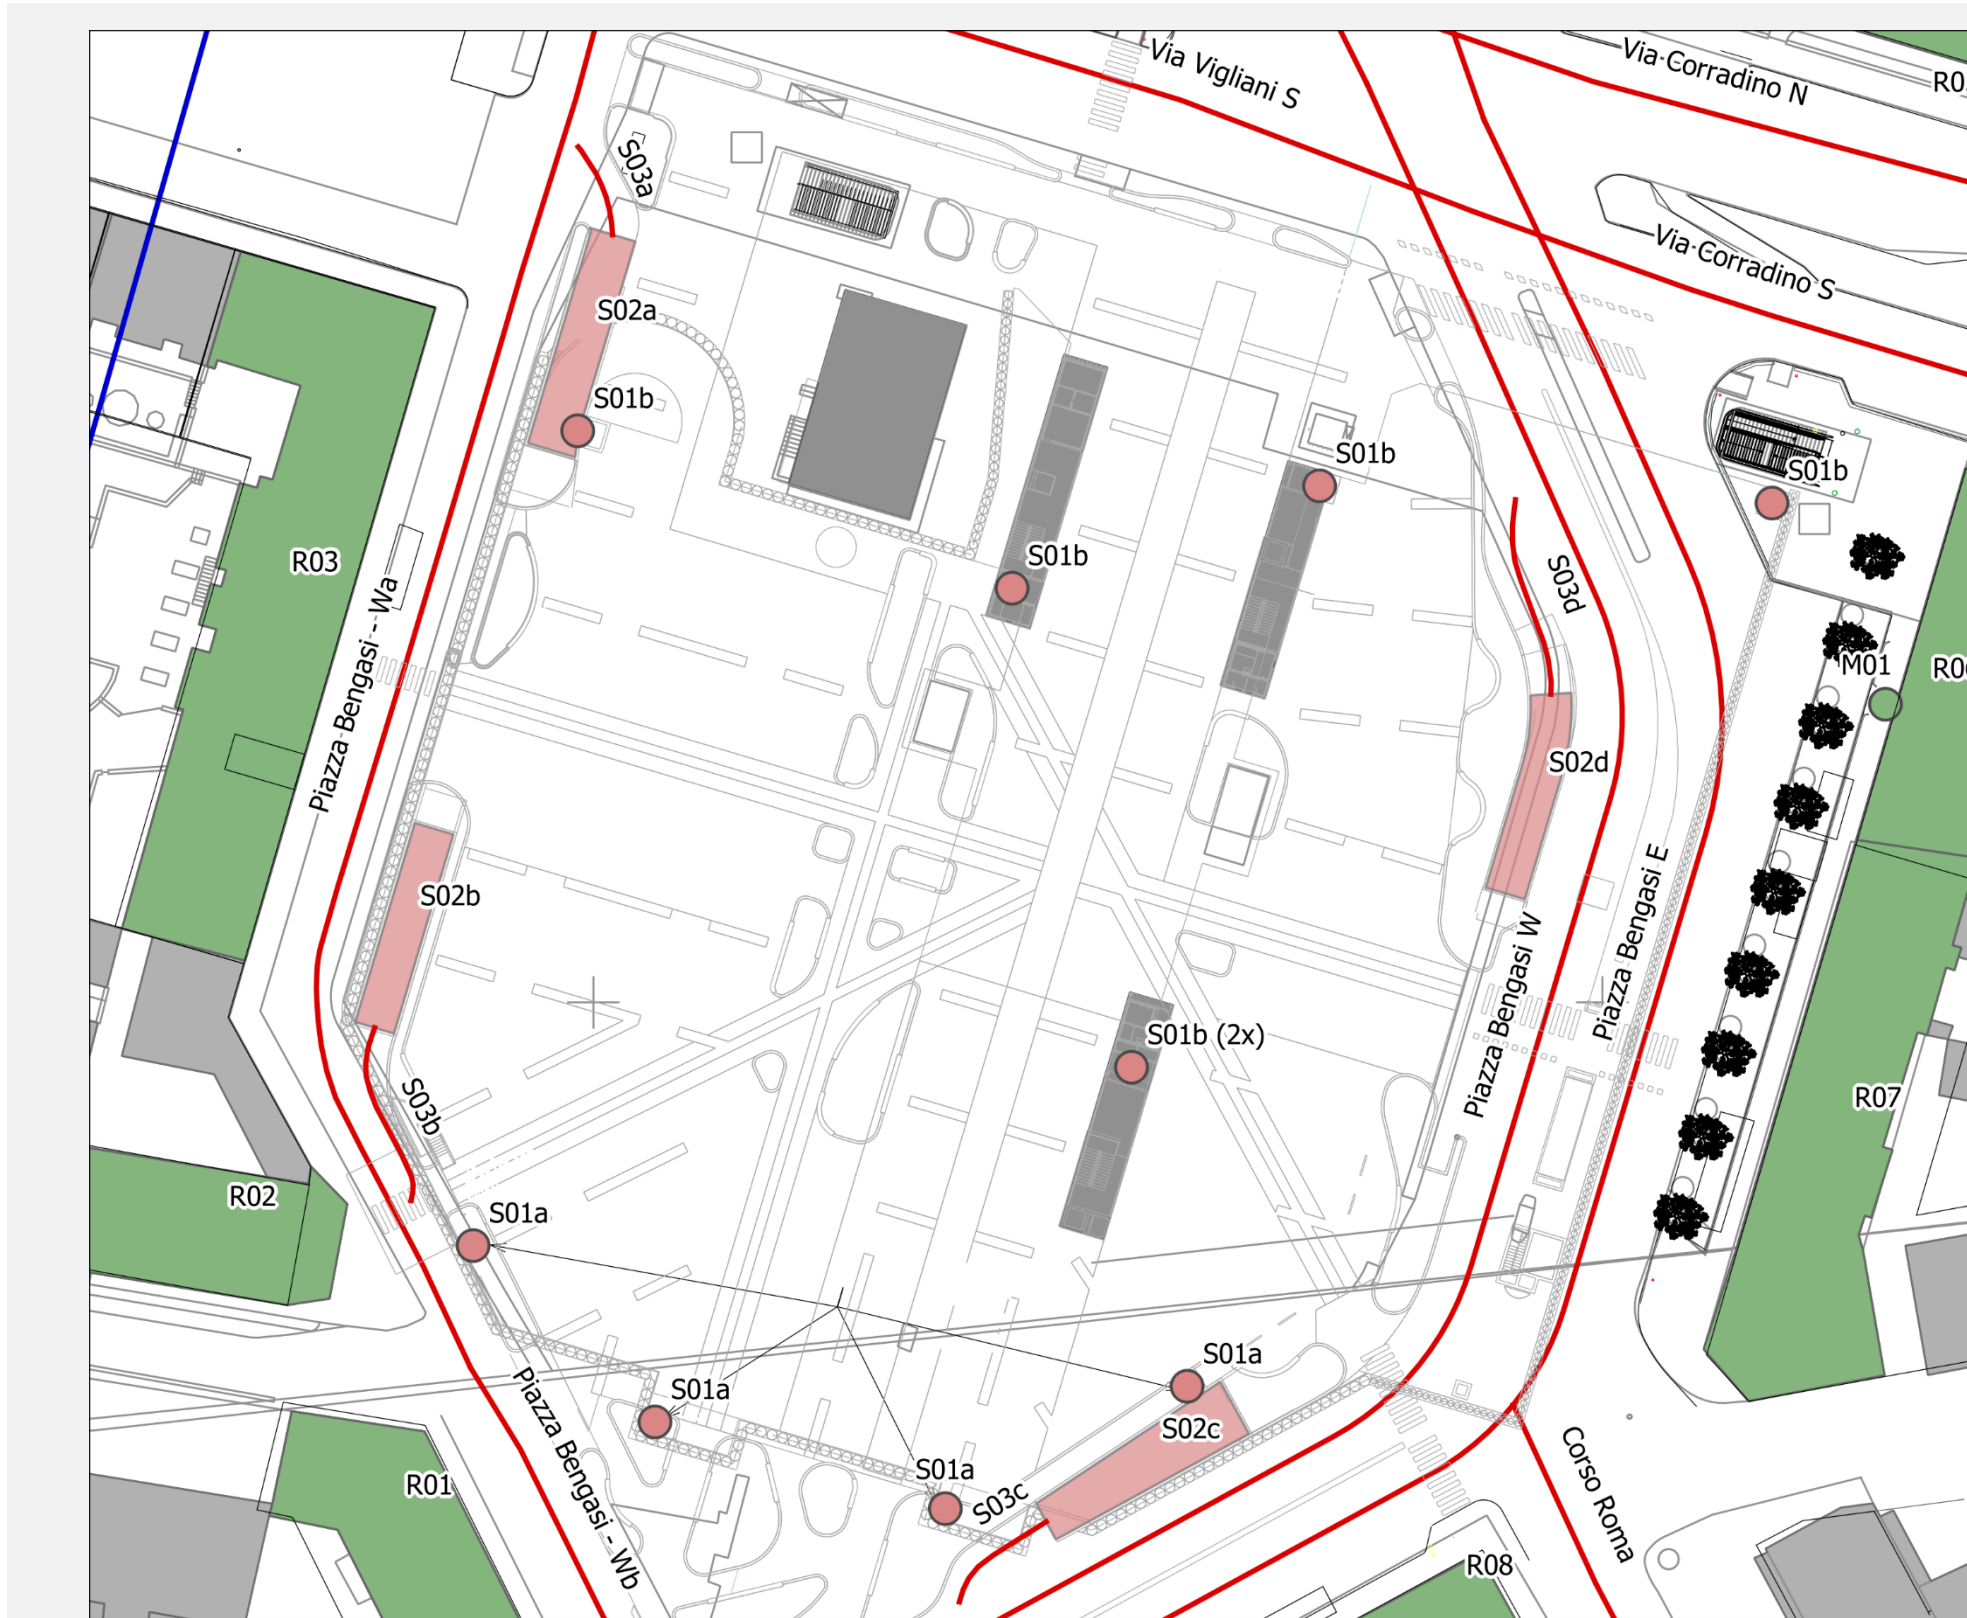 Via Vigliani S
Via Corradino N
R0
S03a
Via Corradino S
S02a
S01b
S01b
S01b
S01b
R03
S03d
Piazza Bengasi - Wa
M01
R06
S02d
S02b
Piazza Bengasi W
Piazza Bengasi E
S01b (2x)
S03b
R07
R02
S01a
S01a
S01a
S02c
Piazza Bengasi - Wb
S01a
S03c
R01
Corso Roma
R08